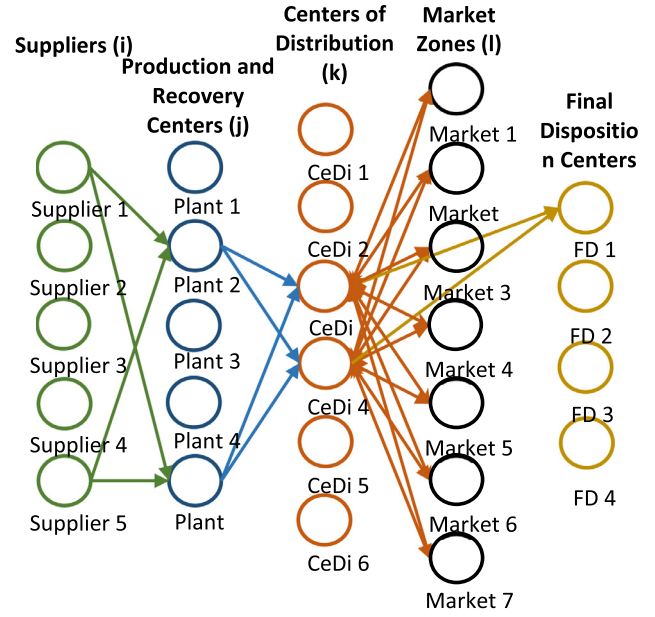 Suppliers (i)
Production and
Recovery
Centers (j)
Centers of
Distribution
(k)
Market
Zones (l)
Final
Dispositio
n Centers
Supplier 1
Supplier 2
Supplier 3
Supplier 4
Supplier 5
Plant 1
Plant 2
Plant 3
Plant 4
Plant
CeDi 1
CeDi 2
CeDi
CeDi 4
CeDi 5
CeDi 6
Market 1
Market
Market 3
Market 4
Market 5
Market 6
Market 7
FD 1
FD 2
FD 3
FD 4